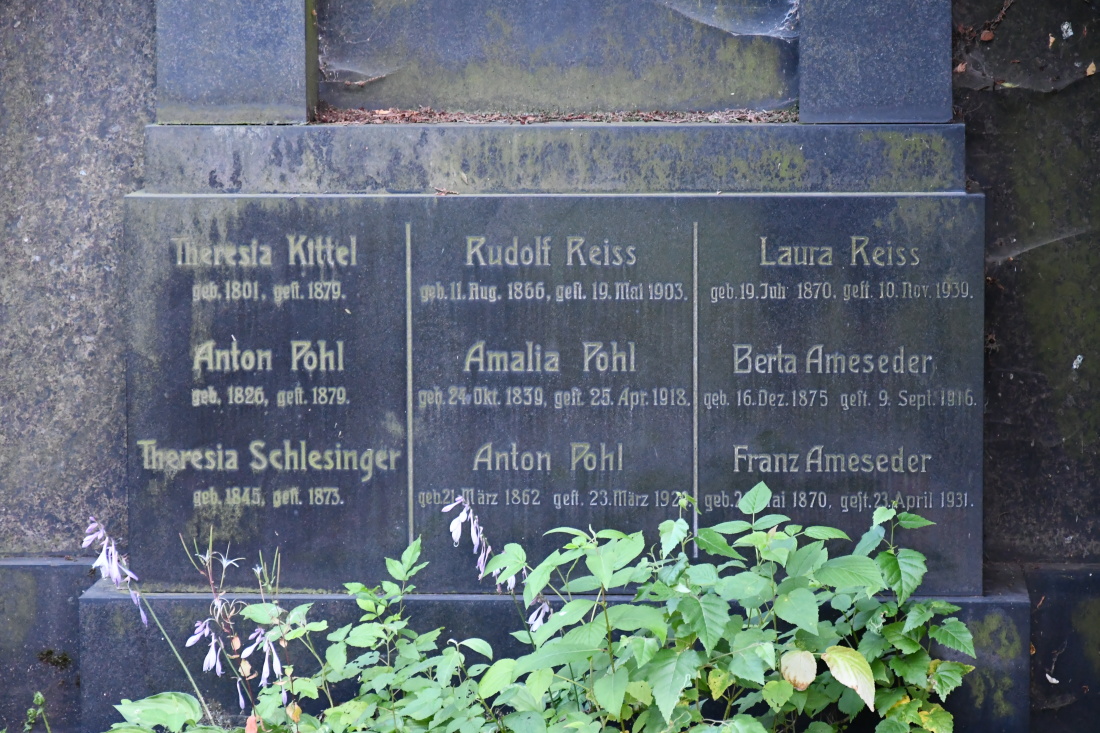 Theresia Kittel
geb. 1801, gest. 1879.
Anton Pohl
geb. 1826, gest. 1879.
Theresia Schlesinger
geb. 1845, gest. 1873.
Rudolf Reiss
geb. 11. Aug. 1866, gest. 19. Mai 1903.
Amalia Pohl
geb. 24. Okt. 1839, gest. 25. Apr. 1918.
Anton Pohl
geb. 21. März 1862 gest. 23. März
Laura Reiss
geb. 19. Juli 1870. gest. 10. Nov. 1939.
Berta Ameseder
geb. 16. Dez. 1875 gest. 9. Sept. 1916.
Franz Ameseder
geb. 1870, gest. 23. April 1931.